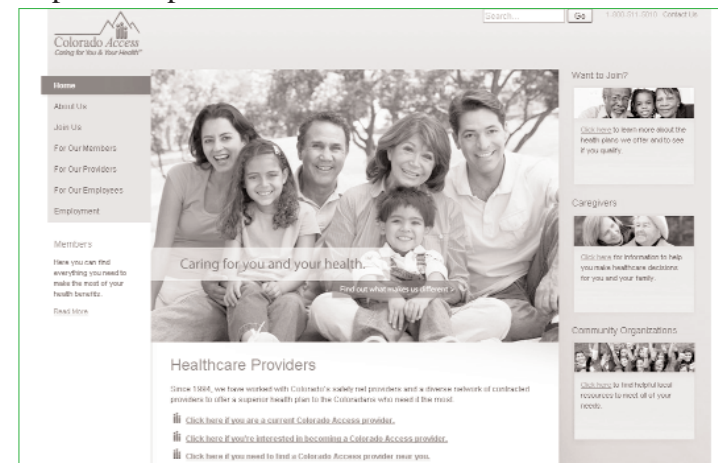 Search...
Go
Contact Us
Colorado Access
Caring for You & Your Health®
Home
About Us
Join Us
For Our Members
For Our Providers
For Our Employees
Employment
Members
Here you can find
everything you need to
make the most of your
health benefits.
Read More
Caring for you and your health.
Find out what makes us different >
Healthcare Providers
Since 1994, we have worked with Colorado's safety net providers and a diverse network of contracted
providers to offer a superior health plan to the Coloradans who need it the most.
Click here if you are a current Colorado Access provider.
Click here if you're interested in becoming a Colorado Access provider.
Click here if you need to find a Colorado Access provider near you.
Want to Join?
Click here to learn more about the
health plans we offer and to see
if you qualify.
Caregivers
Click here for information to help
you make healthcare decisions
for you and your family.
Community Organizations
Click here to find helpful local
resources to meet all of your
needs.